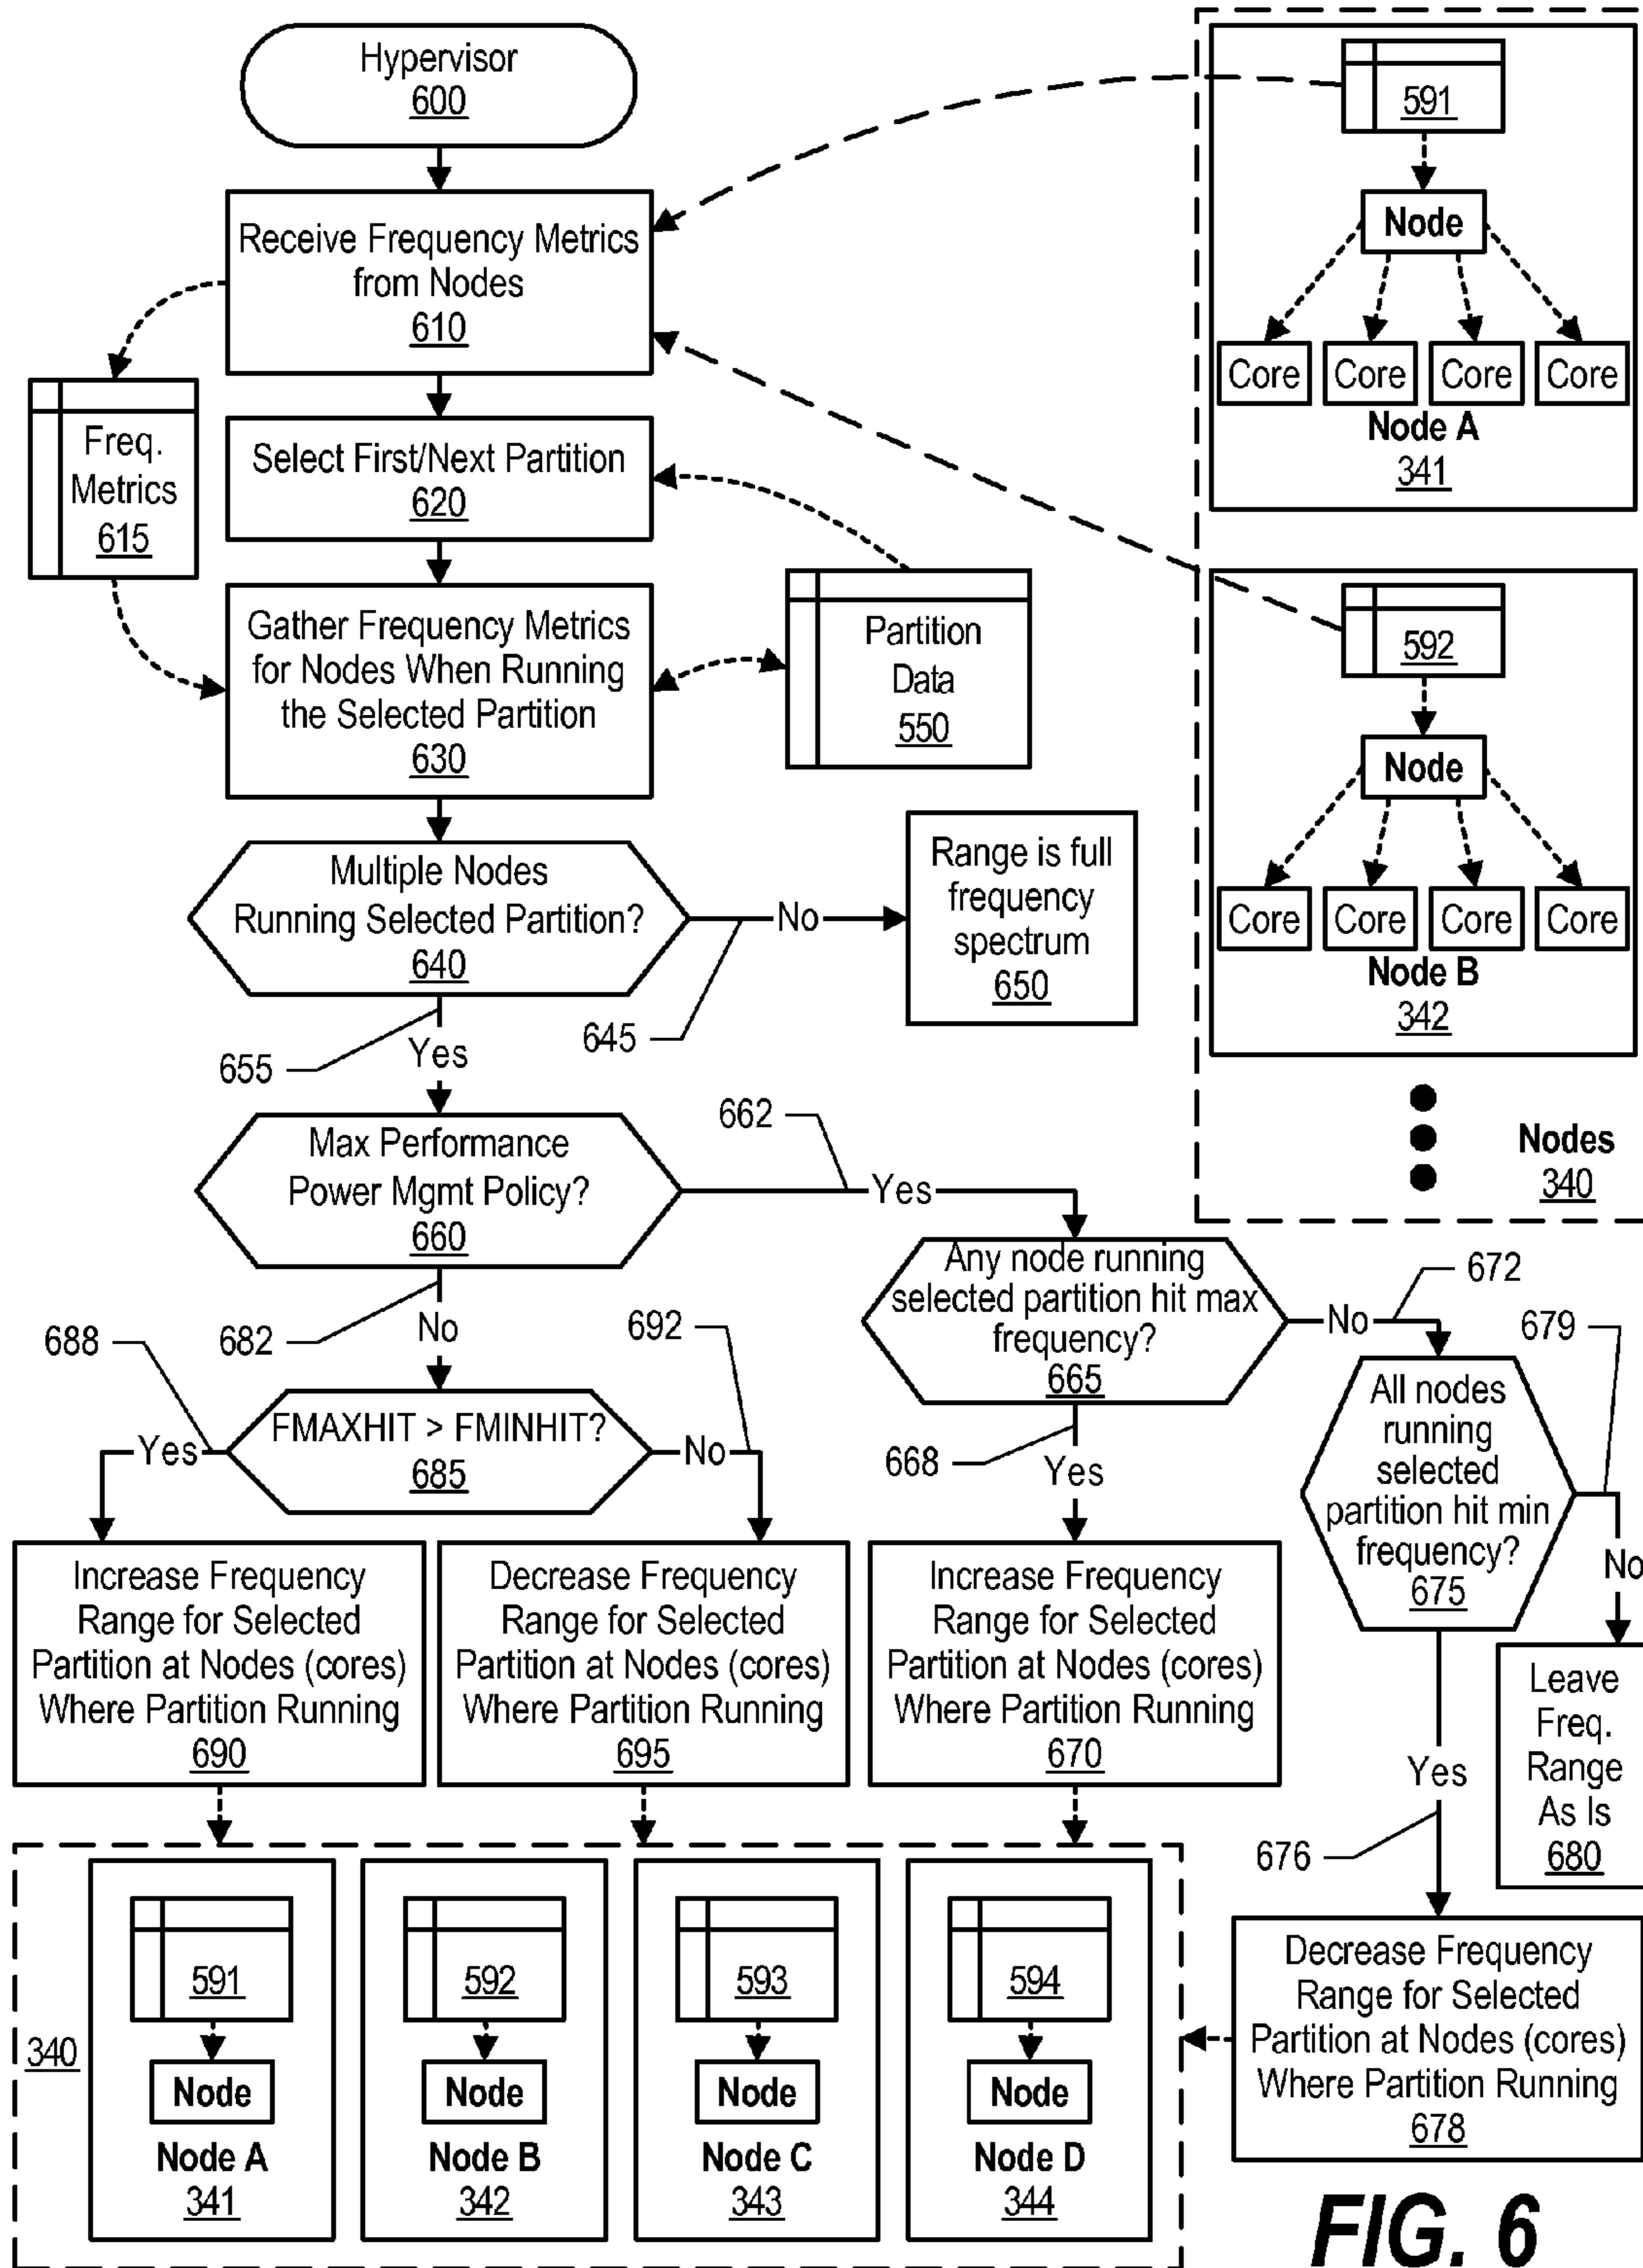 Hypervisor
600
Receive Frequency Metrics
from Nodes
610
Freq.
Metrics
615
Select First/Next Partition
620
Gather Frequency Metrics
for Nodes When Running
the Selected Partition
630
Partition
Data
550
Multiple Nodes
Running Selected Partition?
640
No
645
Range is full
frequency
spectrum
650
655
Yes
591
Node
Core Core Core Core
Node A
341
592
Node
Core Core Core Core
Node B
342
Nodes
340
Max Performance
Power Mgmt Policy?
660
662
Yes
682
No
Any node running
selected partition hit max
frequency?
665
672
No
668
Yes
All nodes
running
selected
partition hit min
frequency?
675
679
No
FMAXHIT > FMINHIT?
685
688
Yes
692
No
Increase Frequency
Range for Selected
Partition at Nodes (cores)
Where Partition Running
690
Decrease Frequency
Range for Selected
Partition at Nodes (cores)
Where Partition Running
695
Increase Frequency
Range for Selected
Partition at Nodes (cores)
Where Partition Running
670
Yes
676
Leave
Freq.
Range
As Is
680
Decrease Frequency
Range for Selected
Partition at Nodes (cores)
Where Partition Running
678
340
591
Node
Node A
341
592
Node
Node B
342
593
Node
Node C
343
594
Node
Node D
344
FIG. 6